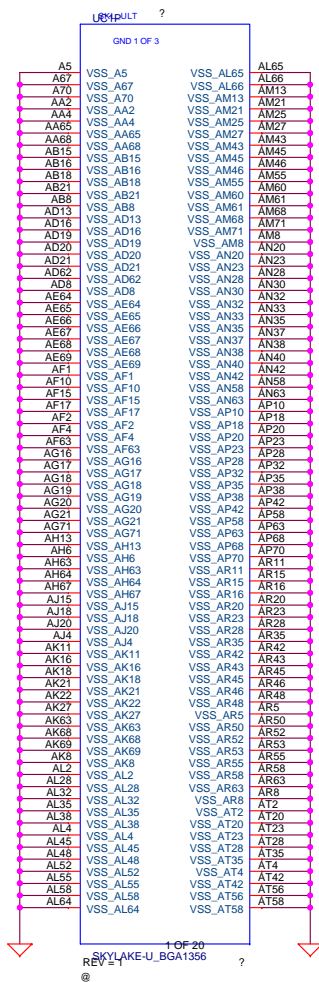 SKL_ULT
UC1P
?
GND 1 OF 3
A5 VSS_A5 VSS_AL65 AL65
A67 VSS_A67 VSS_AL66 AL66
A70 VSS_A70 VSS_AM13 AM13
AA2 VSS_AA2 VSS_AM21 AM21
AA4 VSS_AA4 VSS_AM25 AM25
AA65 VSS_AA65 VSS_AM27 AM27
AA68 VSS_AA68 VSS_AM43 AM43
AB15 VSS_AB15 VSS_AM45 AM45
AB16 VSS_AB16 VSS_AM46 AM46
AB18 VSS_AB18 VSS_AM55 AM55
AB21 VSS_AB21 VSS_AM60 AM60
AB8 VSS_AB8 VSS_AM61 AM61
AD13 VSS_AD13 VSS_AM68 AM68
AD16 VSS_AD16 VSS_AM71 AM71
AD19 VSS_AD19 VSS_AM8 AM8
AD20 VSS_AD20 VSS_AN20 AN20
AD21 VSS_AD21 VSS_AN23 AN23
AD62 VSS_AD62 VSS_AN28 AN28
AD8 VSS_AD8 VSS_AN30 AN30
AE64 VSS_AE64 VSS_AN32 AN32
AE65 VSS_AE65 VSS_AN33 AN33
AE66 VSS_AE66 VSS_AN35 AN35
AE67 VSS_AE67 VSS_AN37 AN37
AE68 VSS_AE68 VSS_AN38 AN38
AE69 VSS_AE69 VSS_AN40 AN40
AF1 VSS_AF1 VSS_AN42 AN42
AF10 VSS_AF10 VSS_AN58 AN58
AF15 VSS_AF15 VSS_AN63 AN63
AF17 VSS_AF17 VSS_AP10 AP10
AF2 VSS_AF2 VSS_AP18 AP18
AF4 VSS_AF4 VSS_AP20 AP20
AF63 VSS_AF63 VSS_AP23 AP23
AG16 VSS_AG16 VSS_AP28 AP28
AG17 VSS_AG17 VSS_AP32 AP32
AG18 VSS_AG18 VSS_AP35 AP35
AG19 VSS_AG19 VSS_AP38 AP38
AG20 VSS_AG20 VSS_AP42 AP42
AG21 VSS_AG21 VSS_AP58 AP58
AG71 VSS_AG71 VSS_AP63 AP63
AH13 VSS_AH13 VSS_AP68 AP68
AH6 VSS_AH6 VSS_AP70 AP70
AH63 VSS_AH63 VSS_AR11 AR11
AH64 VSS_AH64 VSS_AR15 AR15
AH67 VSS_AH67 VSS_AR16 AR16
AJ15 VSS_AJ15 VSS_AR20 AR20
AJ18 VSS_AJ18 VSS_AR23 AR23
AJ20 VSS_AJ20 VSS_AR28 AR28
AJ4 VSS_AJ4 VSS_AR35 AR35
AK11 VSS_AK11 VSS_AR42 AR42
AK16 VSS_AK16 VSS_AR43 AR43
AK18 VSS_AK18 VSS_AR45 AR45
AK21 VSS_AK21 VSS_AR46 AR46
AK22 VSS_AK22 VSS_AR48 AR48
AK27 VSS_AK27 VSS_AR5 AR5
AK63 VSS_AK63 VSS_AR50 AR50
AK68 VSS_AK68 VSS_AR52 AR52
AK69 VSS_AK69 VSS_AR53 AR53
AK8 VSS_AK8 VSS_AR55 AR55
AL2 VSS_AL2 VSS_AR58 AR58
AL28 VSS_AL28 VSS_AR63 AR63
AL32 VSS_AL32 VSS_AR8 AR8
AL35 VSS_AL35 VSS_AT2 AT2
AL38 VSS_AL38 VSS_AT20 AT20
AL4 VSS_AL4 VSS_AT23 AT23
AL45 VSS_AL45 VSS_AT28 AT28
AL48 VSS_AL48 VSS_AT35 AT35
AL52 VSS_AL52 VSS_AT4 AT4
AL55 VSS_AL55 VSS_AT42 AT42
AL58 VSS_AL58 VSS_AT56 AT56
AL64 VSS_AL64 VSS_AT58 AT58
1 OF 20
SKYLAKE-U_BGA1356
REV = 1 ?
@